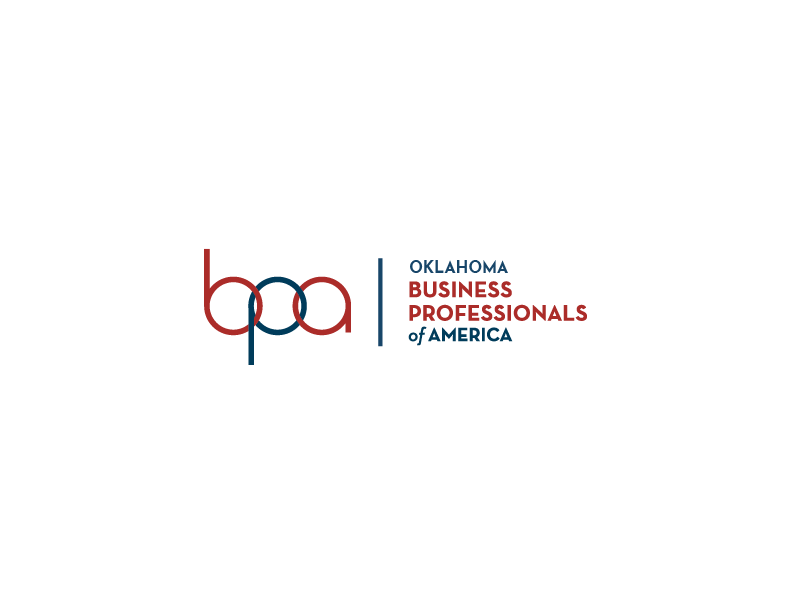 bpa
OKLAHOMA
BUSINESS
PROFESSIONALS
of AMERICA